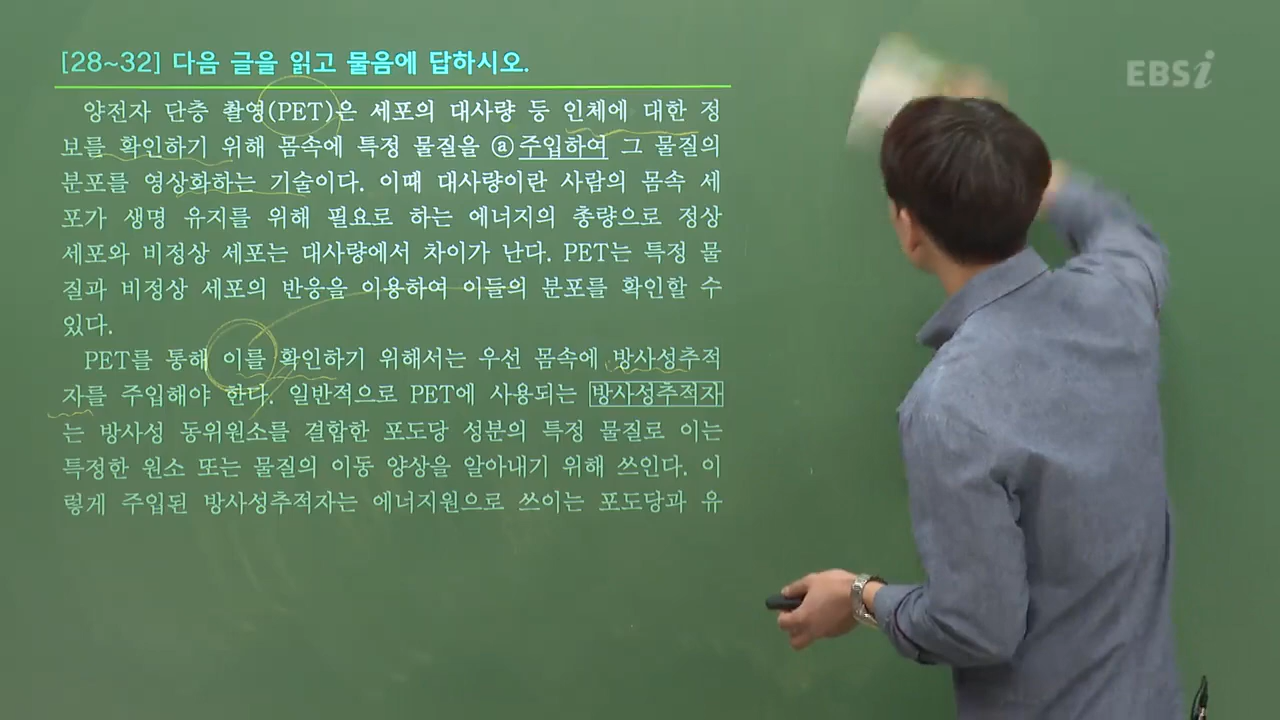 [28~32] 다음 글을 읽고 물음에 답하시오.
EBSi
양전자 단층 촬영(PET)은 세포의 대사량 등 인체에 대한 정
보를 확인하기 위해 몸속에 특정 물질을 ⓐ주입하여 그 물질의
분포를 영상화하는 기술이다. 이때 대사량이란 사람의 몸속 세
포가 생명 유지를 위해 필요로 하는 에너지의 총량으로 정상
세포와 비정상 세포는 대사량에서 차이가 난다. PET는 특정 물
질과 비정상 세포의 반응을 이용하여 이들의 분포를 확인할 수
있다.
PET를 통해 이를 확인하기 위해서는 우선 몸속에 방사성추적
자를 주입해야 한다. 일반적으로 PET에 사용되는 방사성추적자
는 방사성 동위원소를 결합한 포도당 성분의 특정 물질로 이는
특정한 원소 또는 물질의 이동 양상을 알아내기 위해 쓰인다. 이
렇게 주입된 방사성추적자는 에너지원으로 쓰이는 포도당과 유